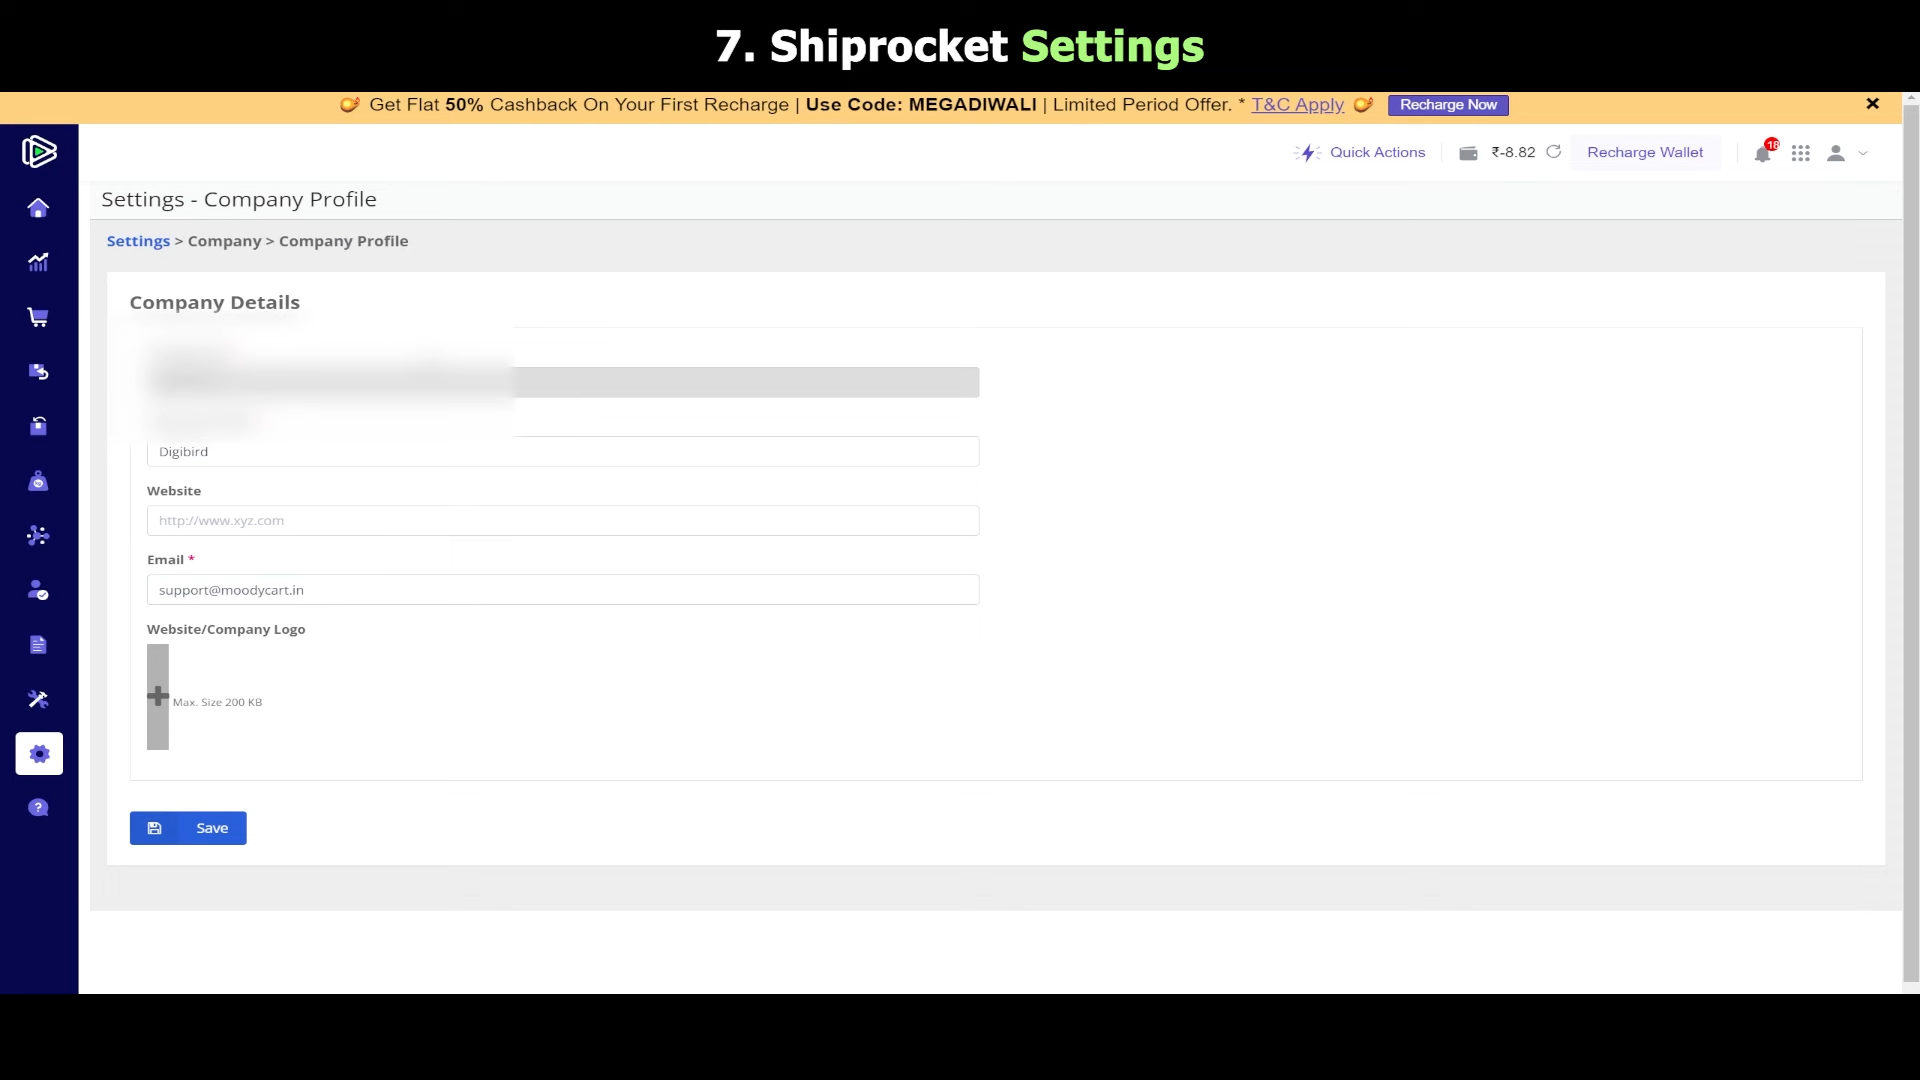 7. Shiprocket Settings
Get Flat 50% Cashback On Your First Recharge | Use Code: MEGADIWALI | Limited Period Offer. * T&C Apply Recharge Now
Quick Actions ₹-8.82 Recharge Wallet 18
Settings - Company Profile
Settings > Company > Company Profile
Company Details
Digibird
Website
http://www.xyz.com
Email *
support@moodycart.in
Website/Company Logo
Max. Size 200 KB
Save